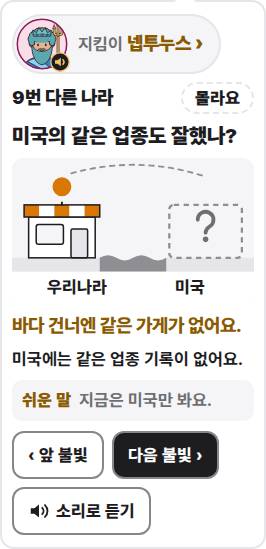 지킴이 넵투누스 ›
9번 다른 나라
몰라요
미국의 같은 업종도 잘했나?
?
우리나라
미국
바다 건너엔 같은 가게가 없어요.
미국에는 같은 업종 기록이 없어요.
쉬운 말 지금은 미국만 봐요.
‹ 앞 불빛
다음 불빛 ›
소리로 듣기